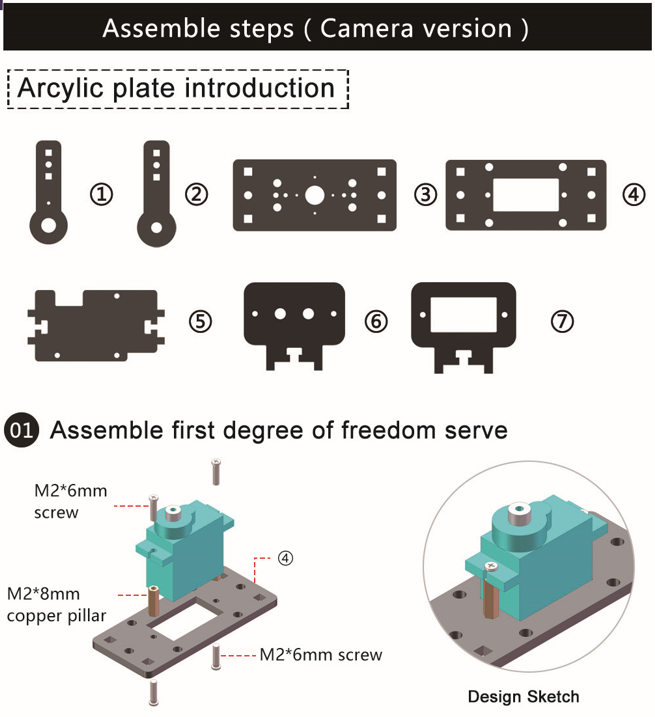 Assemble steps ( Camera version )
Arcylic plate introduction
① ② ③ ④
⑤ ⑥ ⑦
01 Assemble first degree of freedom serve
M2*6mm
screw
④
M2*8mm
copper pillar
M2*6mm screw
Design Sketch